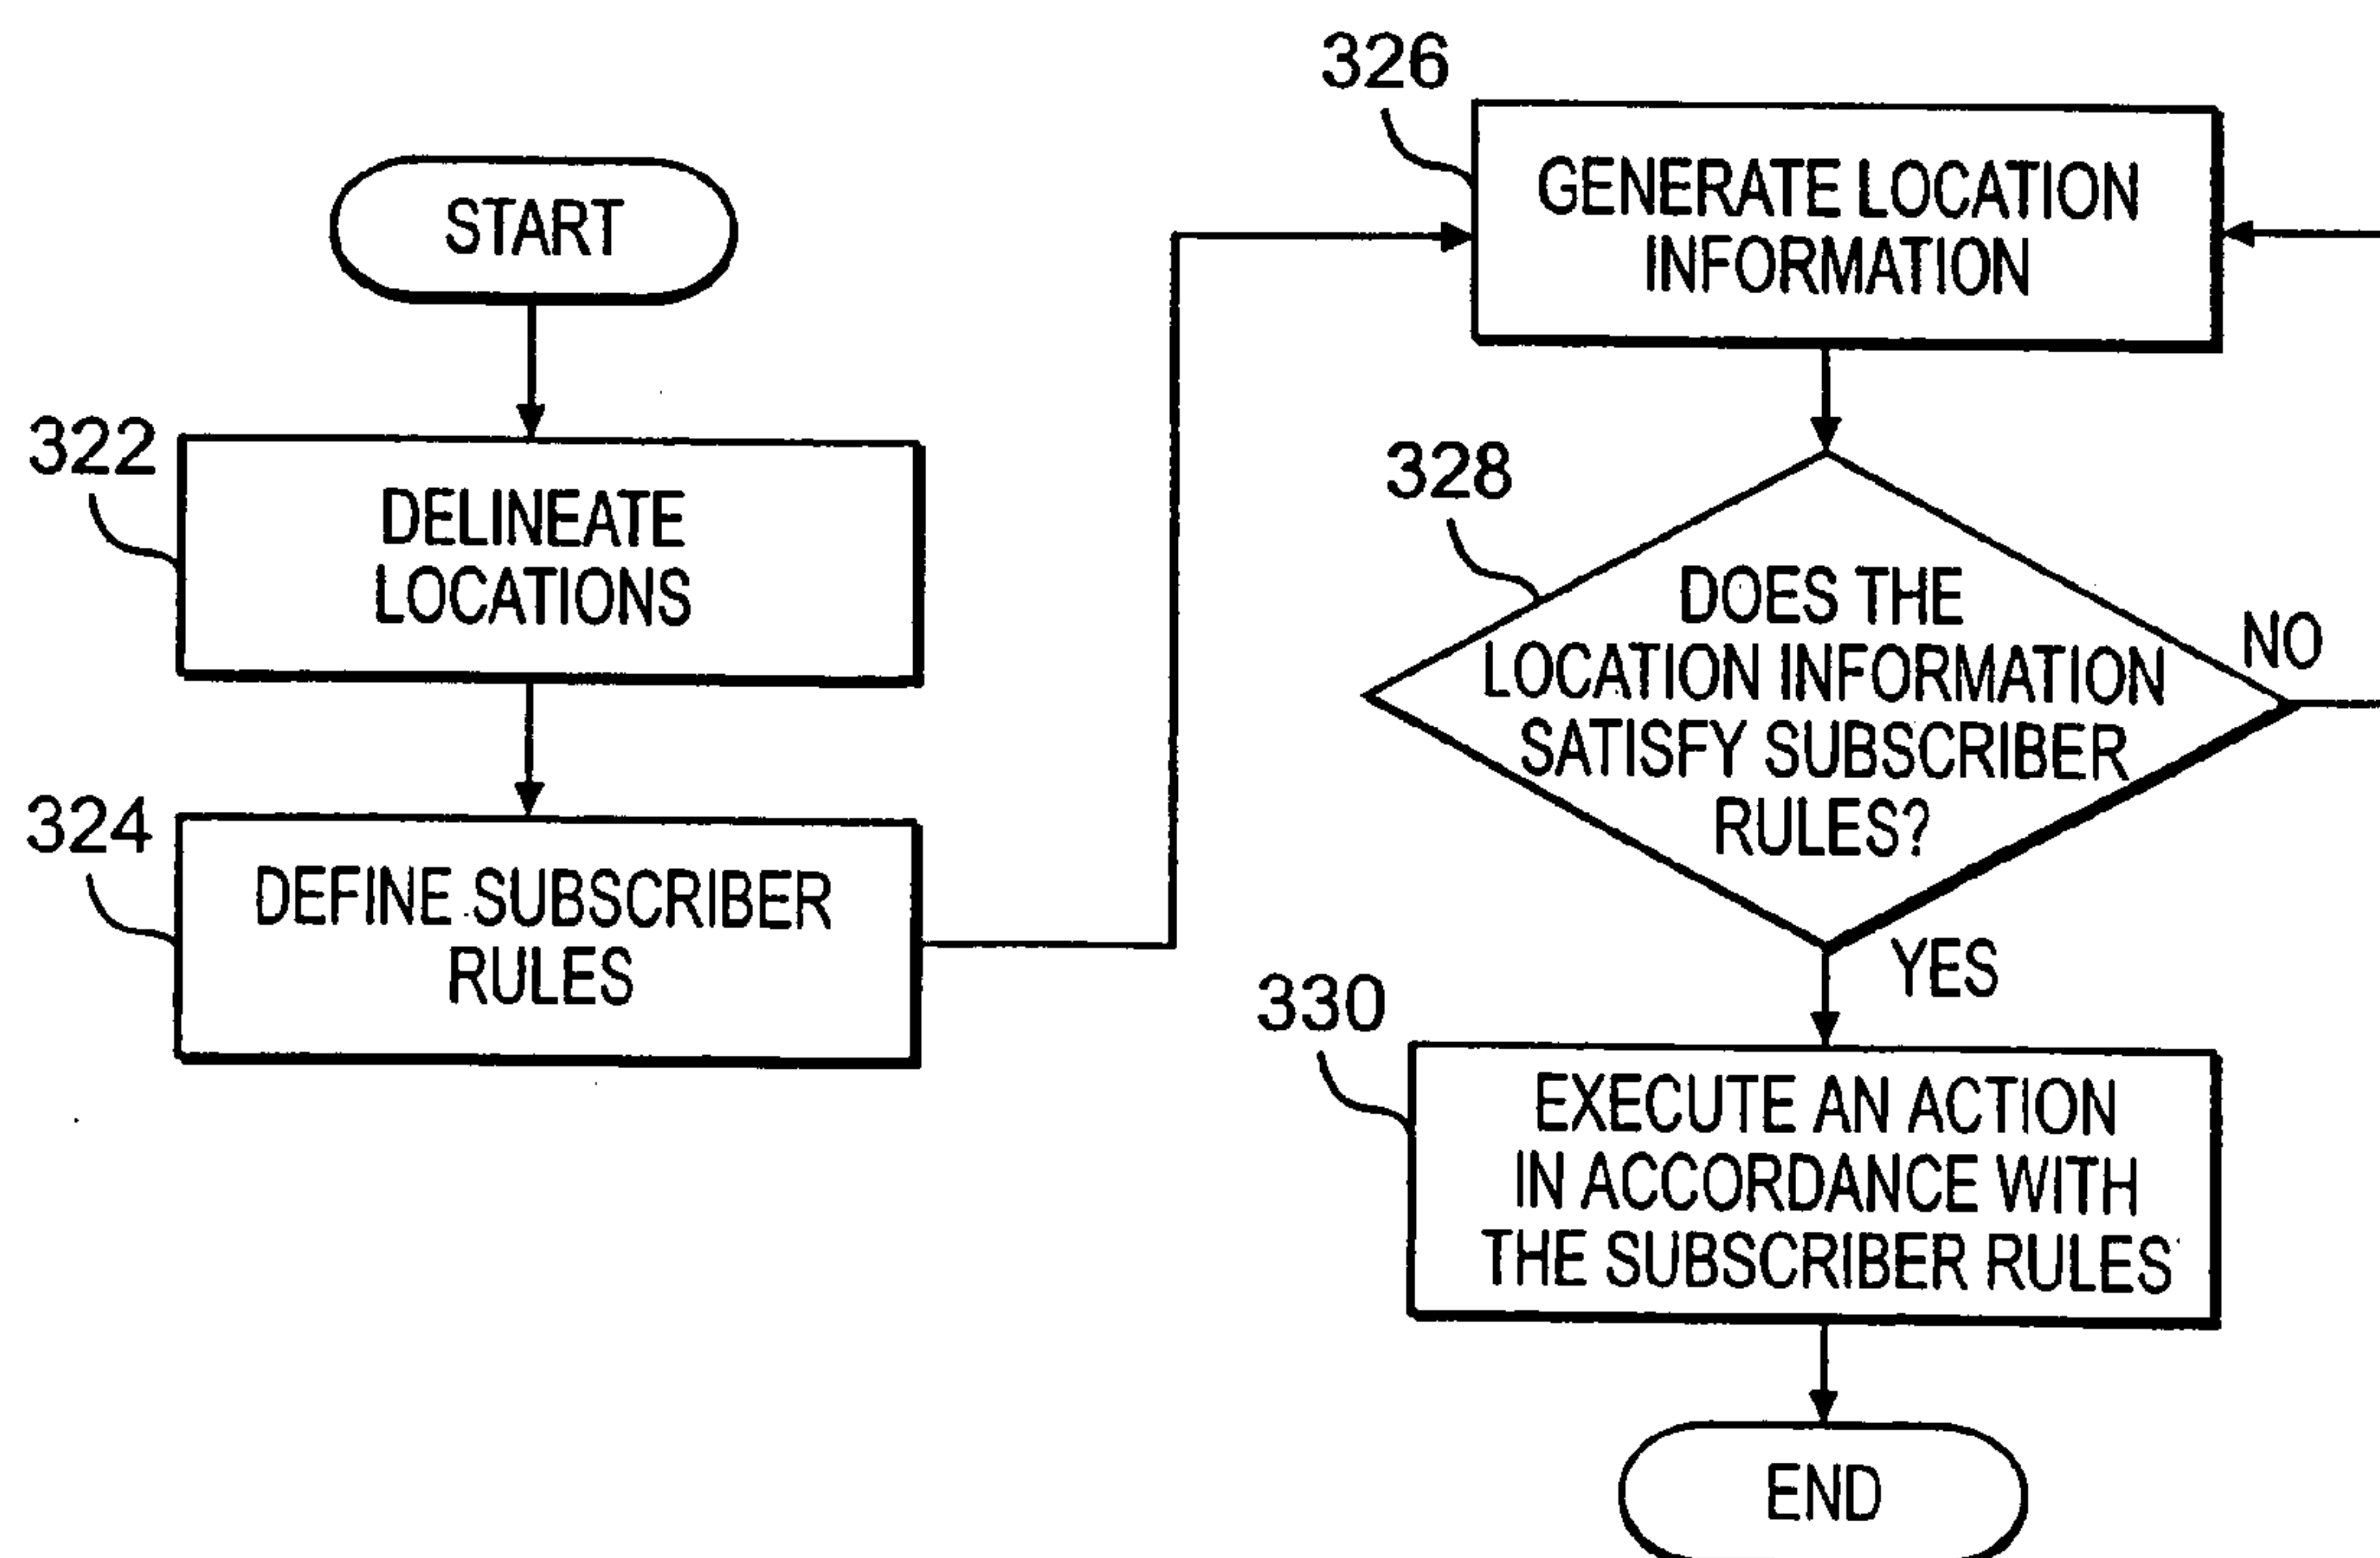 START
322
DELINEATE
LOCATIONS
324
DEFINE SUBSCRIBER
RULES
326
GENERATE LOCATION
INFORMATION
328
DOES THE
LOCATION INFORMATION
SATISFY SUBSCRIBER
RULES?
NO
YES
330
EXECUTE AN ACTION
IN ACCORDANCE WITH
THE SUBSCRIBER RULES
END